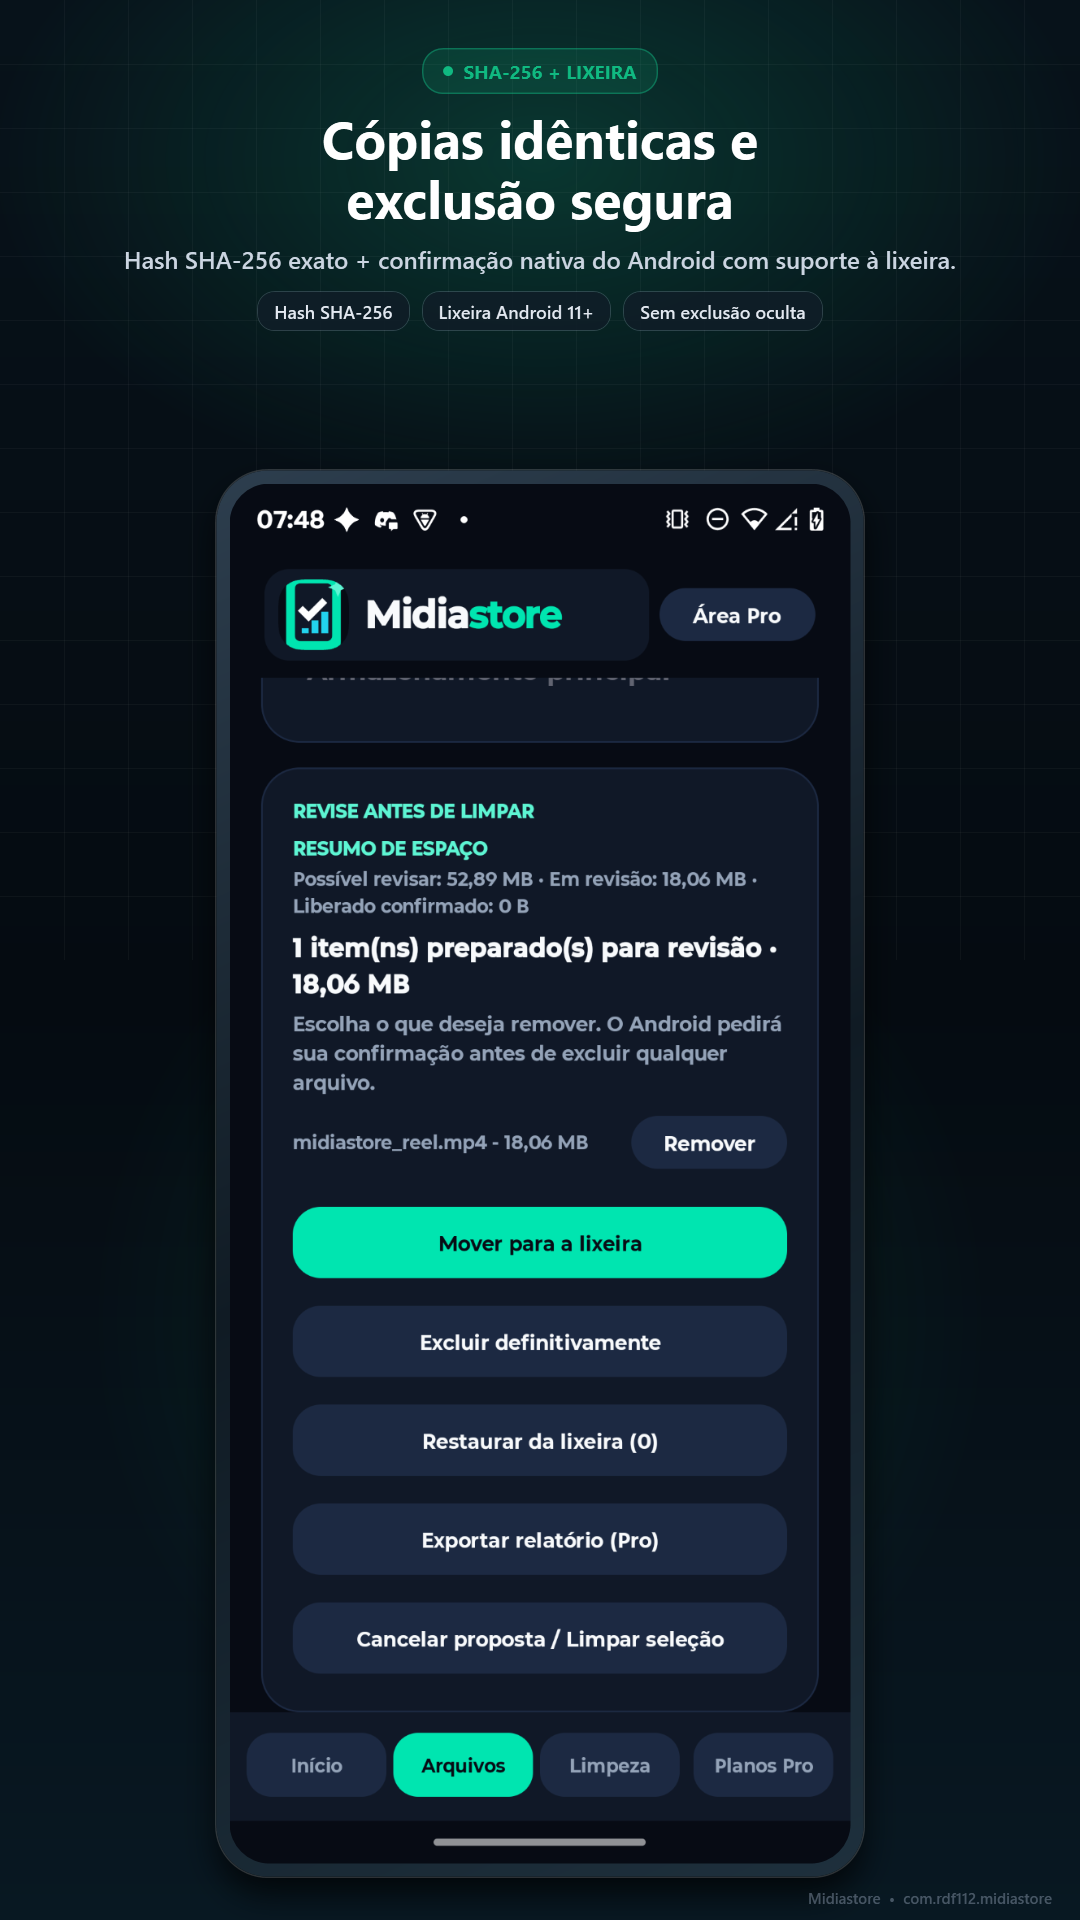 SHA-256 + LIXEIRA
Cópias idênticas e
exclusão segura
Hash SHA-256 exato + confirmação nativa do Android com suporte à lixeira.
Hash SHA-256
Lixeira Android 11+
Sem exclusão oculta
07:48
Midiastore
Área Pro
Armazenamento principal
REVISE ANTES DE LIMPAR
RESUMO DE ESPAÇO
Possível revisar: 52,89 MB · Em revisão: 18,06 MB ·
Liberado confirmado: 0 B
1 item(ns) preparado(s) para revisão ·
18,06 MB
Escolha o que deseja remover. O Android pedirá
sua confirmação antes de excluir qualquer
arquivo.
midiastore_reel.mp4 - 18,06 MB
Remover
Mover para a lixeira
Excluir definitivamente
Restaurar da lixeira (0)
Exportar relatório (Pro)
Cancelar proposta / Limpar seleção
Início
Arquivos
Limpeza
Planos Pro
Midiastore • com.rdf112.midiastore